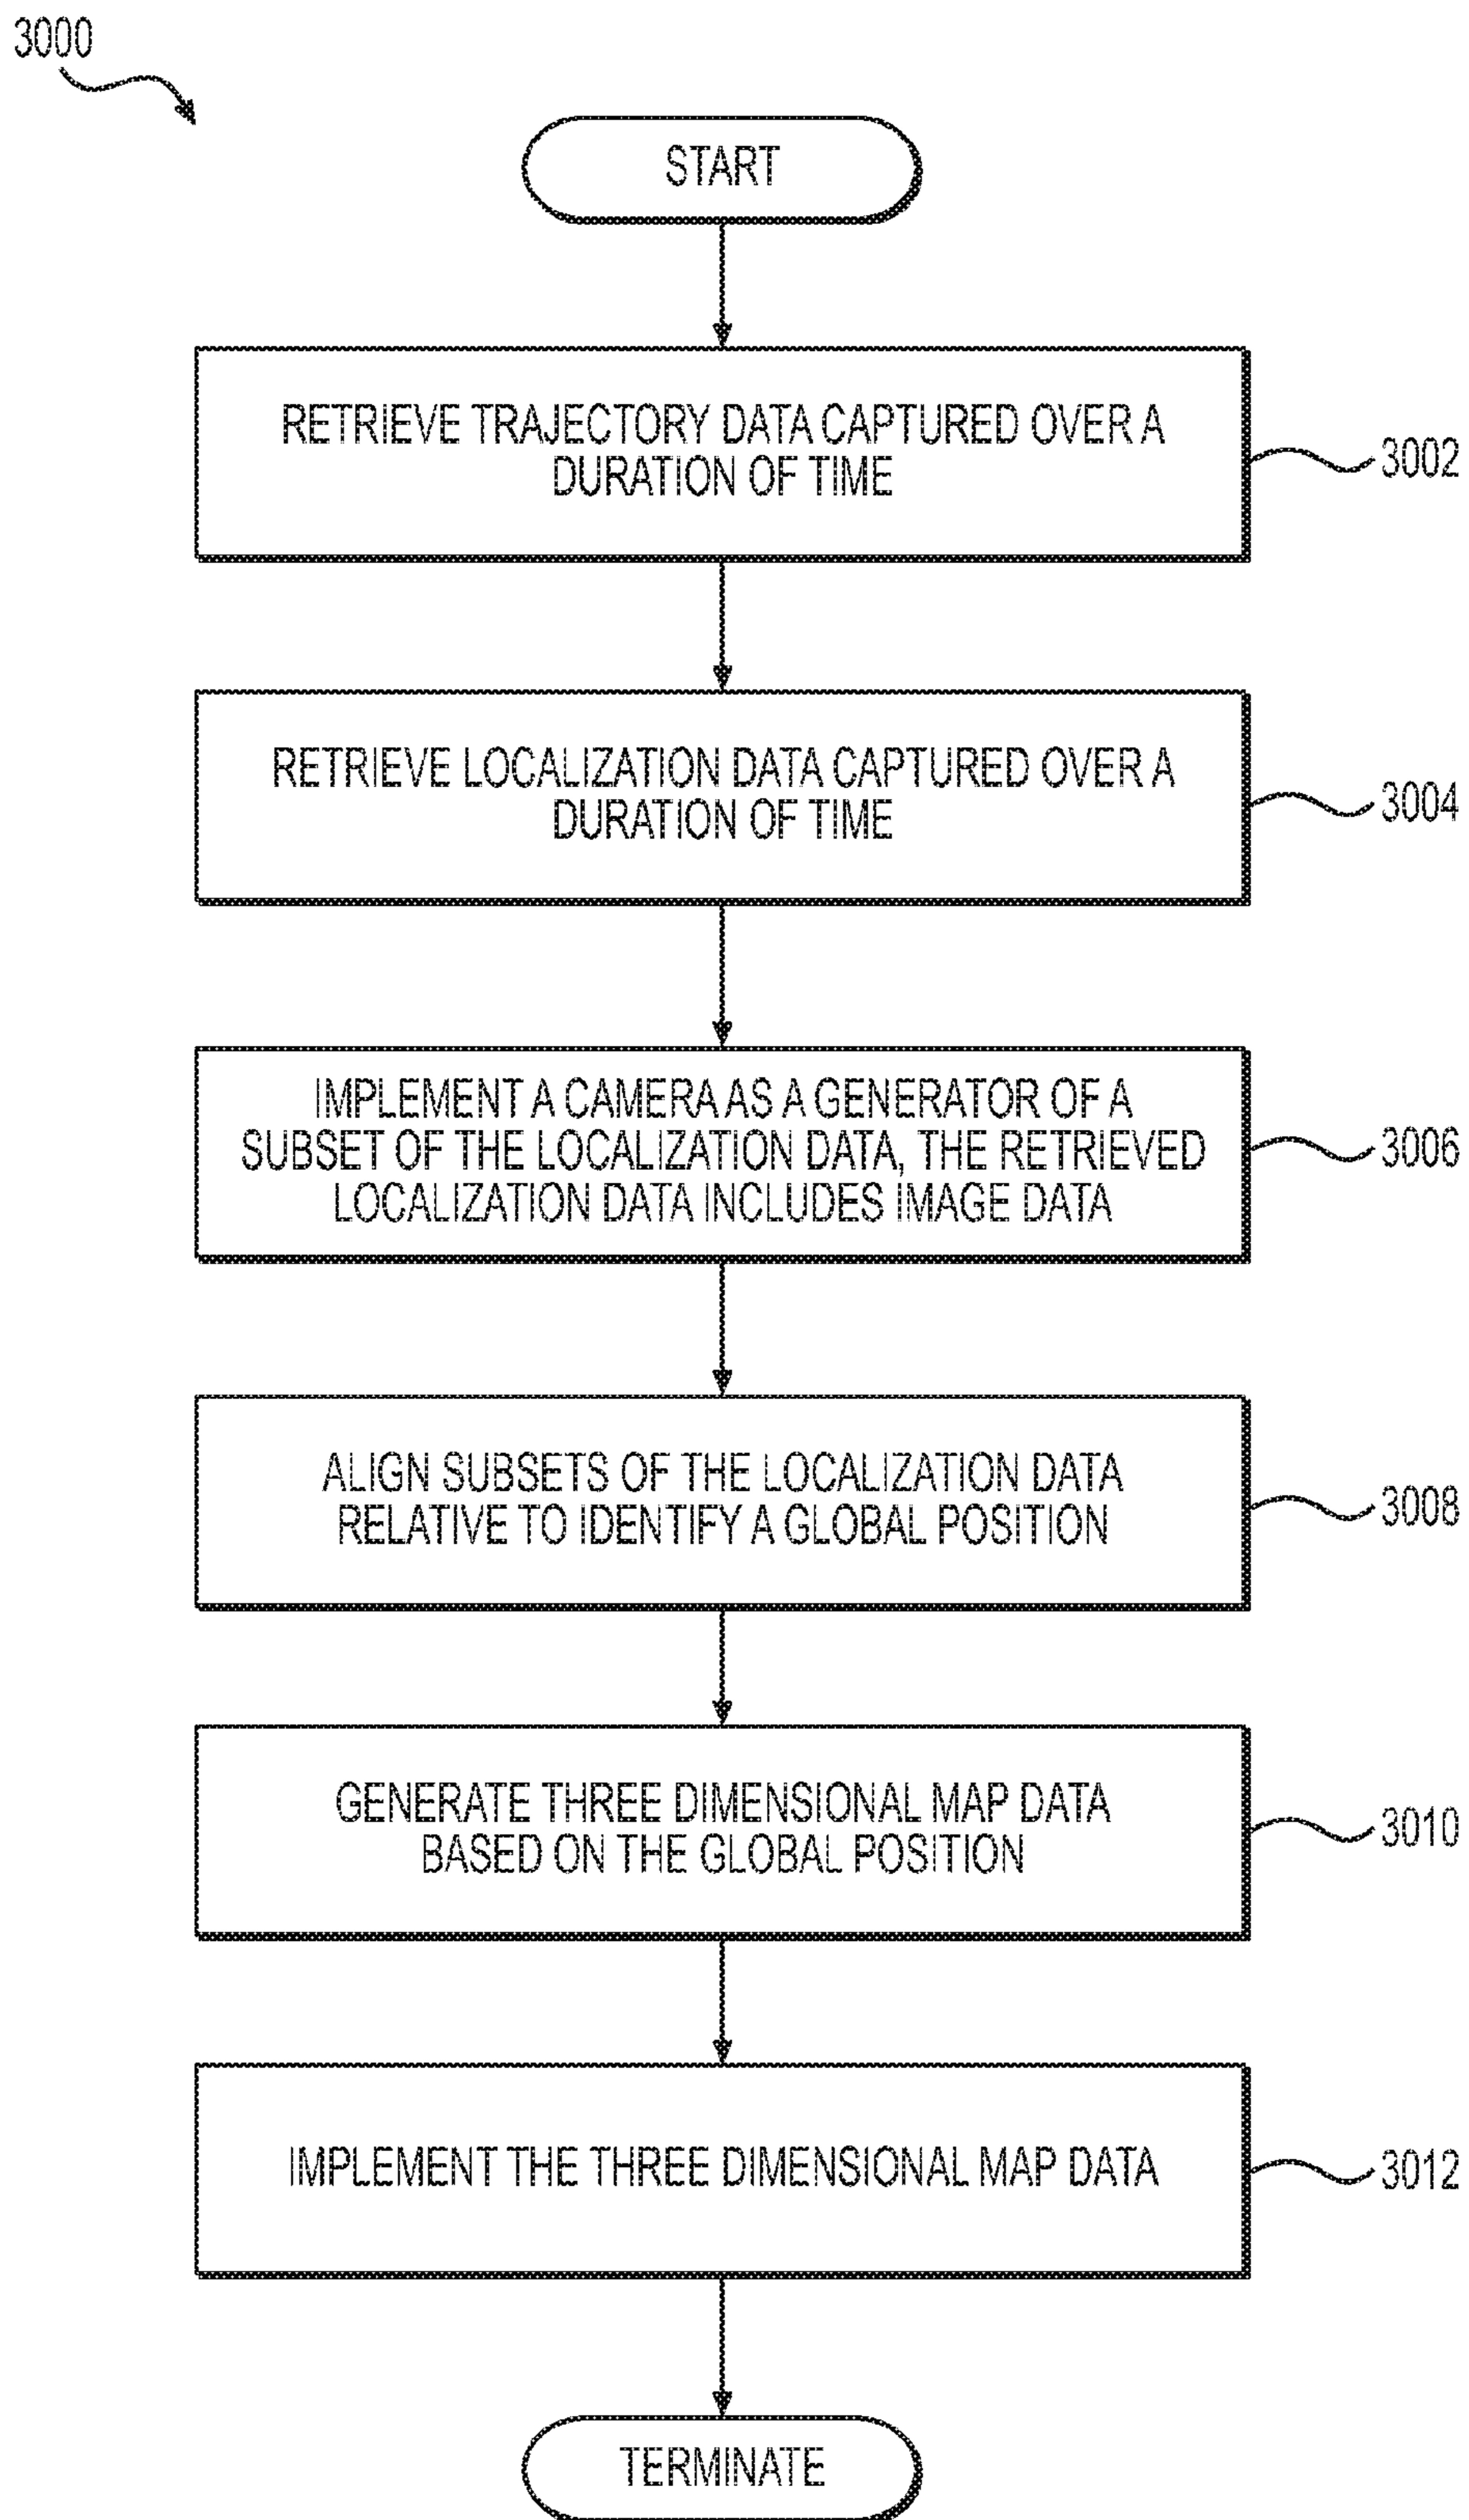 3000
START
RETRIEVE TRAJECTORY DATA CAPTURED OVER A
DURATION OF TIME
3002
RETRIEVE LOCALIZATION DATA CAPTURED OVER A
DURATION OF TIME
3004
IMPLEMENT A CAMERA AS A GENERATOR OF A
SUBSET OF THE LOCALIZATION DATA, THE RETRIEVED
LOCALIZATION DATA INCLUDES IMAGE DATA
3006
ALIGN SUBSETS OF THE LOCALIZATION DATA
RELATIVE TO IDENTIFY A GLOBAL POSITION
3008
GENERATE THREE DIMENSIONAL MAP DATA
BASED ON THE GLOBAL POSITION
3010
IMPLEMENT THE THREE DIMENSIONAL MAP DATA
3012
TERMINATE